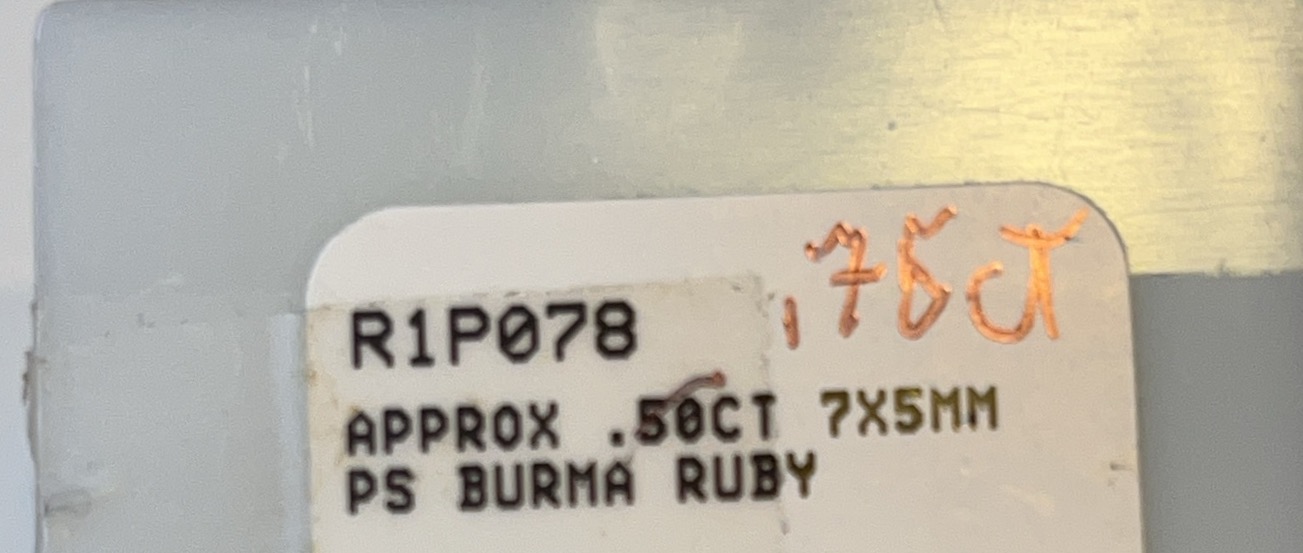 ,75CT
R1P078
APPROX .50CT 7X5MM
PS BURMA RUBY